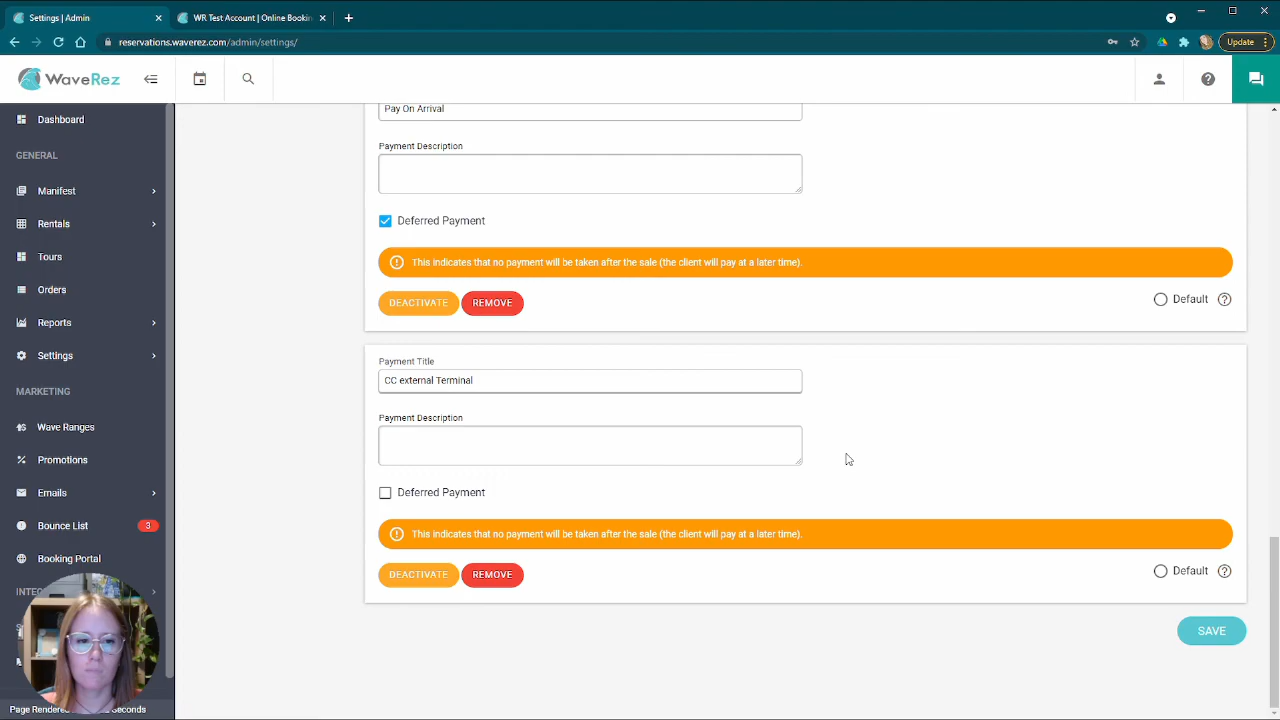 Settings | Admin
WR Test Account | Online Bookin
reservations.waverez.com/admin/settings/
Update
WaveRez
Dashboard
GENERAL
Manifest
Rentals
Tours
Orders
Reports
Settings
MARKETING
Wave Ranges
Promotions
Emails
Bounce List
3
Booking Portal
Page Rendere
Seconds
Pay On Arrival
Payment Description
Deferred Payment
This indicates that no payment will be taken after the sale (the client will pay at a later time).
DEACTIVATE REMOVE
Default
Payment Title
CC external Terminal
Payment Description
Deferred Payment
This indicates that no payment will be taken after the sale (the client will pay at a later time).
DEACTIVATE REMOVE
Default
SAVE